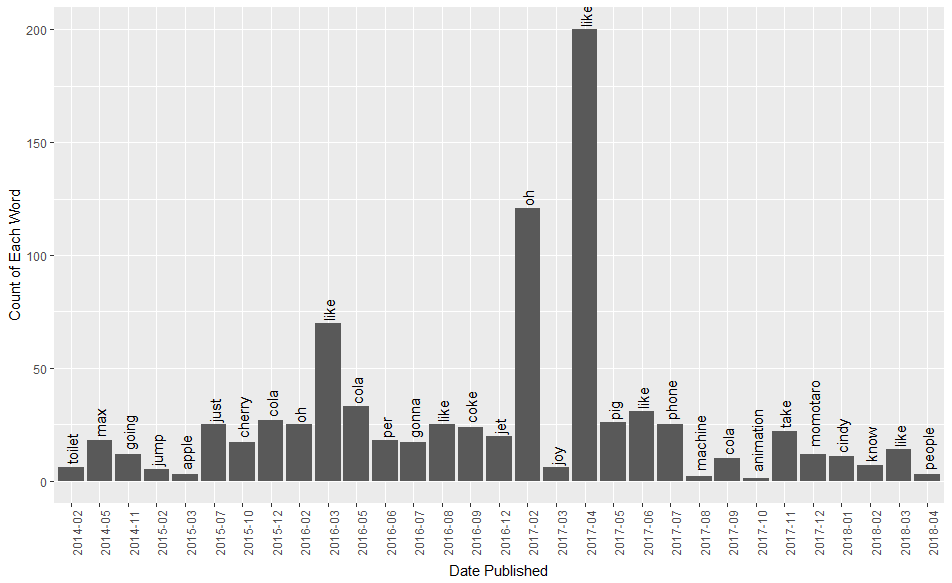 Count of Each Word
200
150
100
50
0
toilet
max
going
jump
apple
just
cherry
cola
oh
like
cola
per
gonna
like
coke
jet
oh
joy
like
pig
like
phone
machine
cola
animation
take
momotaro
cindy
know
like
people
2014-02
2014-05
2014-11
2015-02
2015-03
2015-07
2015-10
2015-12
2016-02
2016-03
2016-05
2016-06
2016-07
2016-08
2016-09
2016-12
2017-02
2017-03
2017-04
2017-05
2017-06
2017-07
2017-08
2017-09
2017-10
2017-11
2017-12
2018-01
2018-02
2018-03
2018-04
Date Published